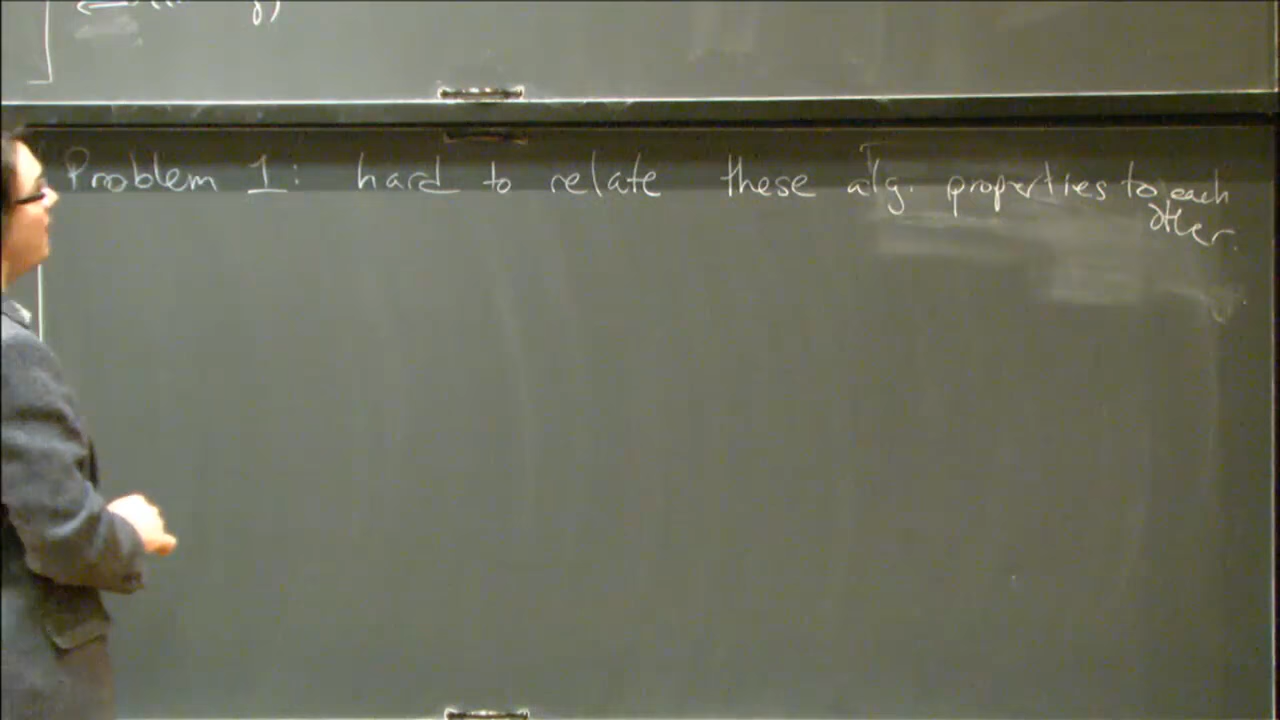 Problem 1: hard to relate these alg. properties to each
other.